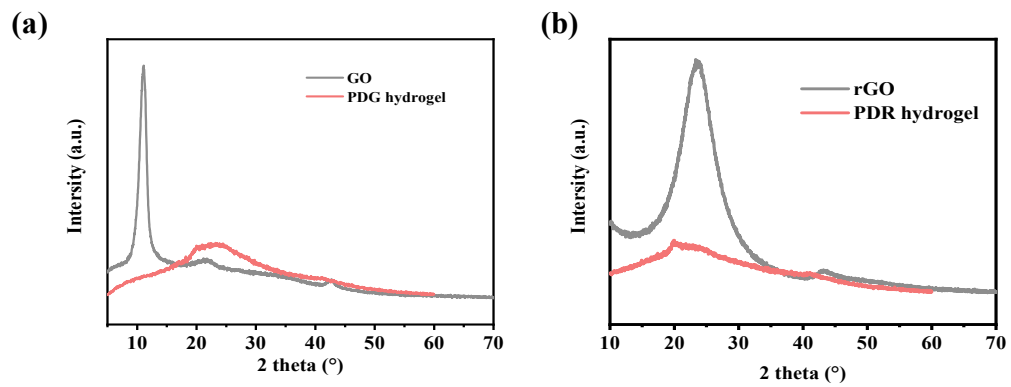 (a)
GO
PDG hydrogel
Intersity (a.u.)
10 20 30 40 50 60 70
2 theta (°)
(b)
rGO
PDR hydrogel
Intersity (a.u.)
10 20 30 40 50 60 70
2 theta (°)